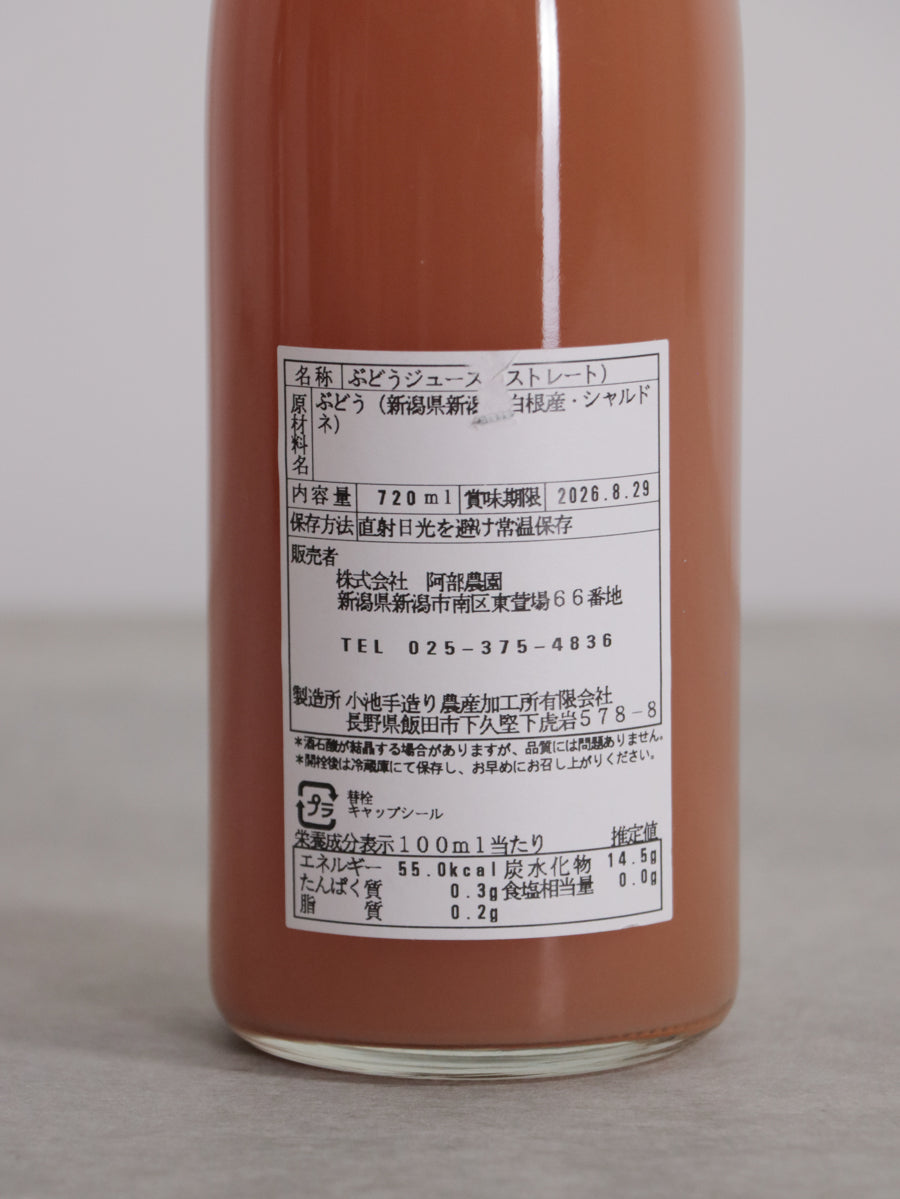 名称 ぶどうジュース ストレート）
原材料名 ぶどう（新潟県新潟 白根産・シャルド
ネ）
内容量 720ml 賞味期限 2026.8.29
保存方法 直射日光を避け常温保存
販売者
株式会社 阿部農園
新潟県新潟市南区東萱場６６番地
TEL 025-375-4836
製造所 小池手造り農産加工所有限会社
長野県飯田市下久堅下虎岩５７８－８
*酒石酸が結晶する場合がありますが、品質には問題ありません。
*開栓後は冷蔵庫にて保存し、お早めにお召し上がりください。
プラ 替栓
キャップシール
栄養成分表示１００ｍｌ当たり 推定値
エネルギー 55.0kcal 炭水化物 14.5g
たんぱく質 0.3g 食塩相当量 0.0g
脂質 0.2g